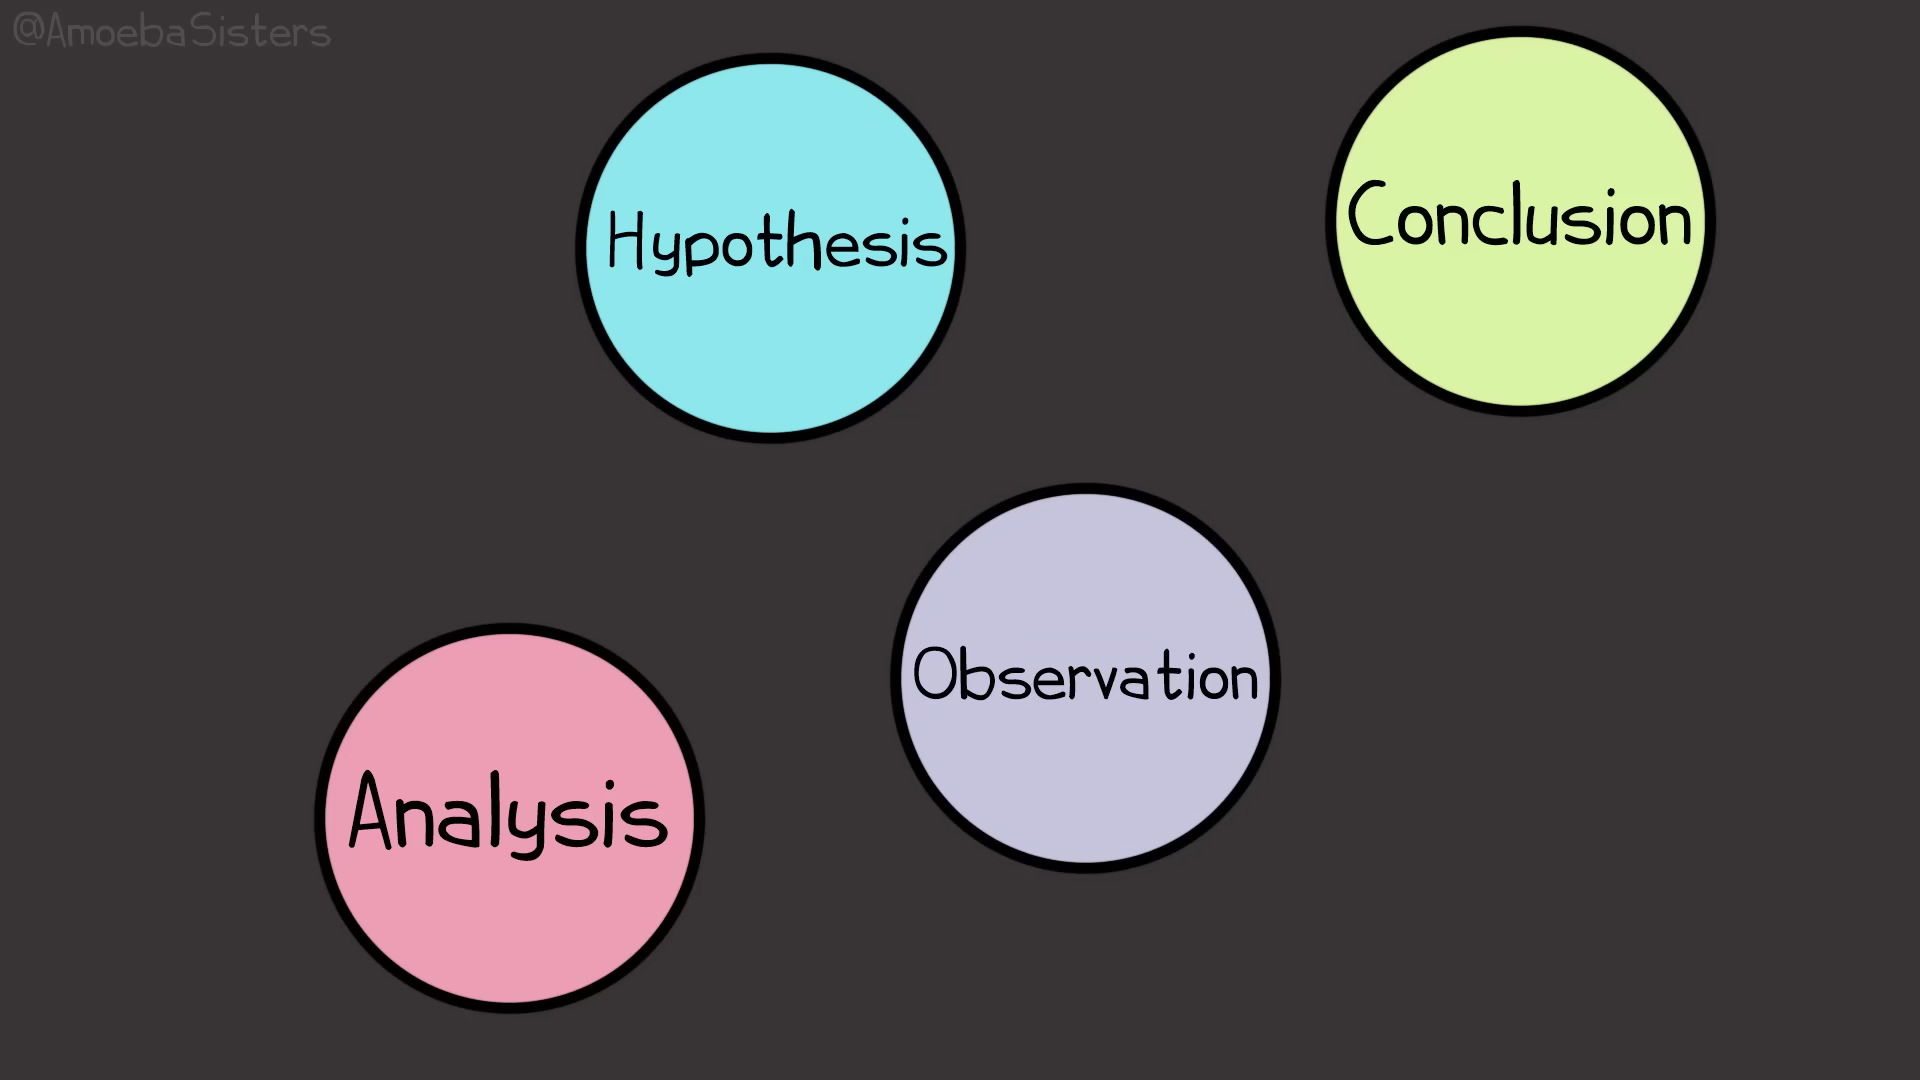 @AmoebaSisters
Hypothesis
Conclusion
Observation
Analysis